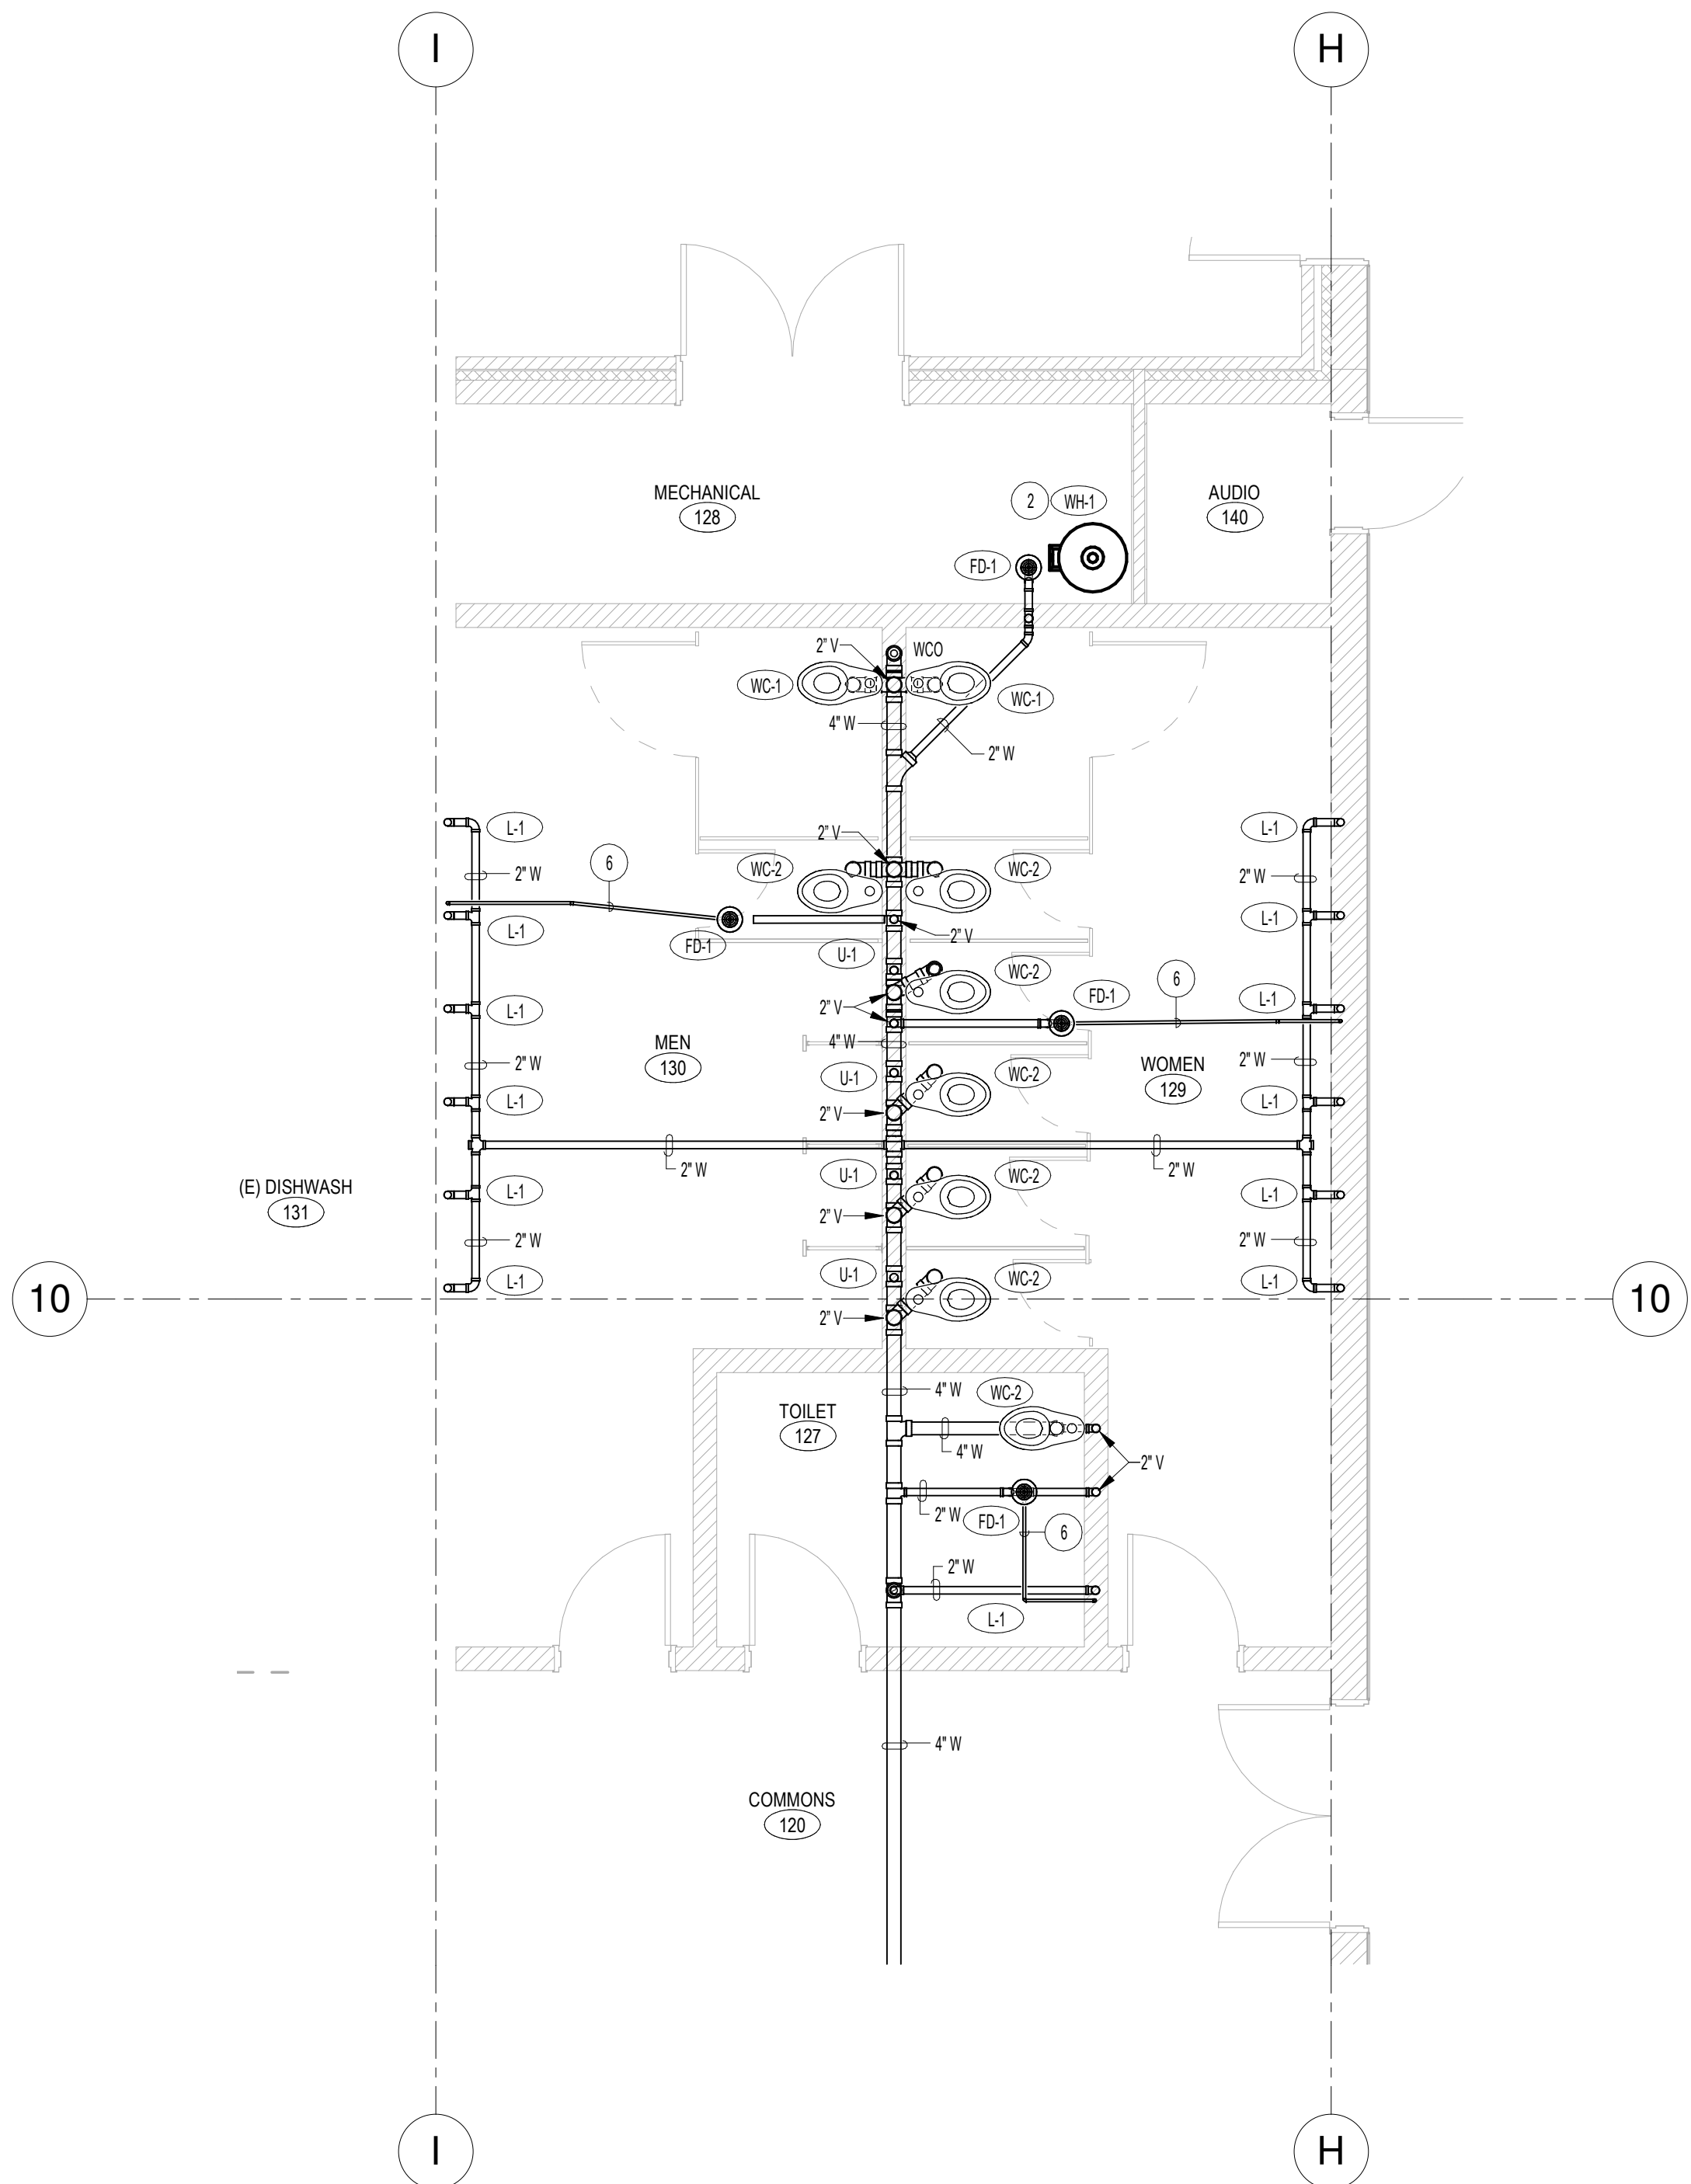 I
H
MECHANICAL
128
2
WH-1
AUDIO
140
FD-1
2" V
WCO
WC-1
WC-1
4" W
2" W
L-1
2" V
L-1
6
WC-2
WC-2
2" W
2" W
L-1
FD-1
2" V
L-1
U-1
WC-2
6
FD-1
L-1
L-1
2" V
MEN
130
4" W
2" W
U-1
WC-2
WOMEN
129
2" W
L-1
2" V
L-1
2" W
2" W
(E) DISHWASH
131
L-1
U-1
WC-2
L-1
2" V
2" W
2" W
L-1
U-1
WC-2
L-1
10
10
2" V
4" W
WC-2
TOILET
127
4" W
2" V
2" W
FD-1
6
2" W
L-1
4" W
COMMONS
120
I
H